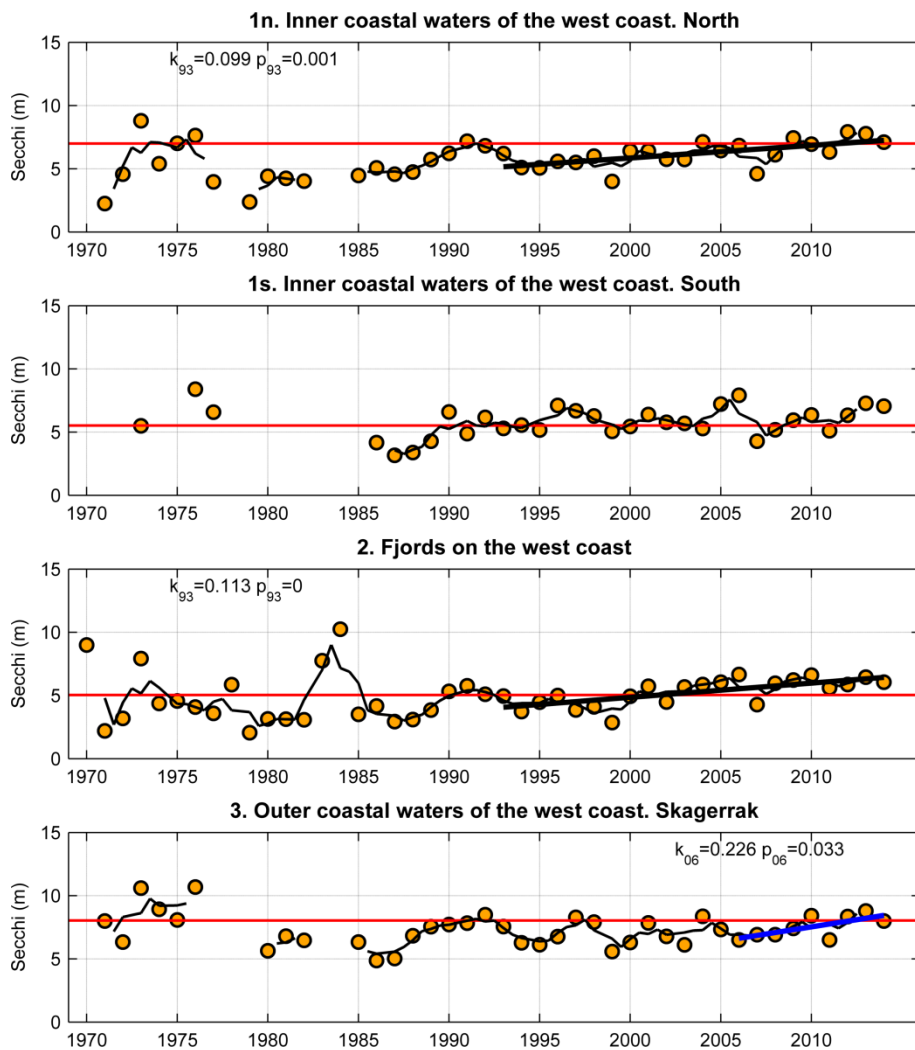 1n. Inner coastal waters of the west coast. North
k93=0.099 p93=0.001
Secchi (m)
15
10
5
0
1970 1975 1980 1985 1990 1995 2000 2005 2010
1s. Inner coastal waters of the west coast. South
Secchi (m)
15
10
5
0
1970 1975 1980 1985 1990 1995 2000 2005 2010
2. Fjords on the west coast
k93=0.113 p93=0
Secchi (m)
15
10
5
0
1970 1975 1980 1985 1990 1995 2000 2005 2010
3. Outer coastal waters of the west coast. Skagerrak
k06=0.226 p06=0.033
Secchi (m)
15
10
5
0
1970 1975 1980 1985 1990 1995 2000 2005 2010